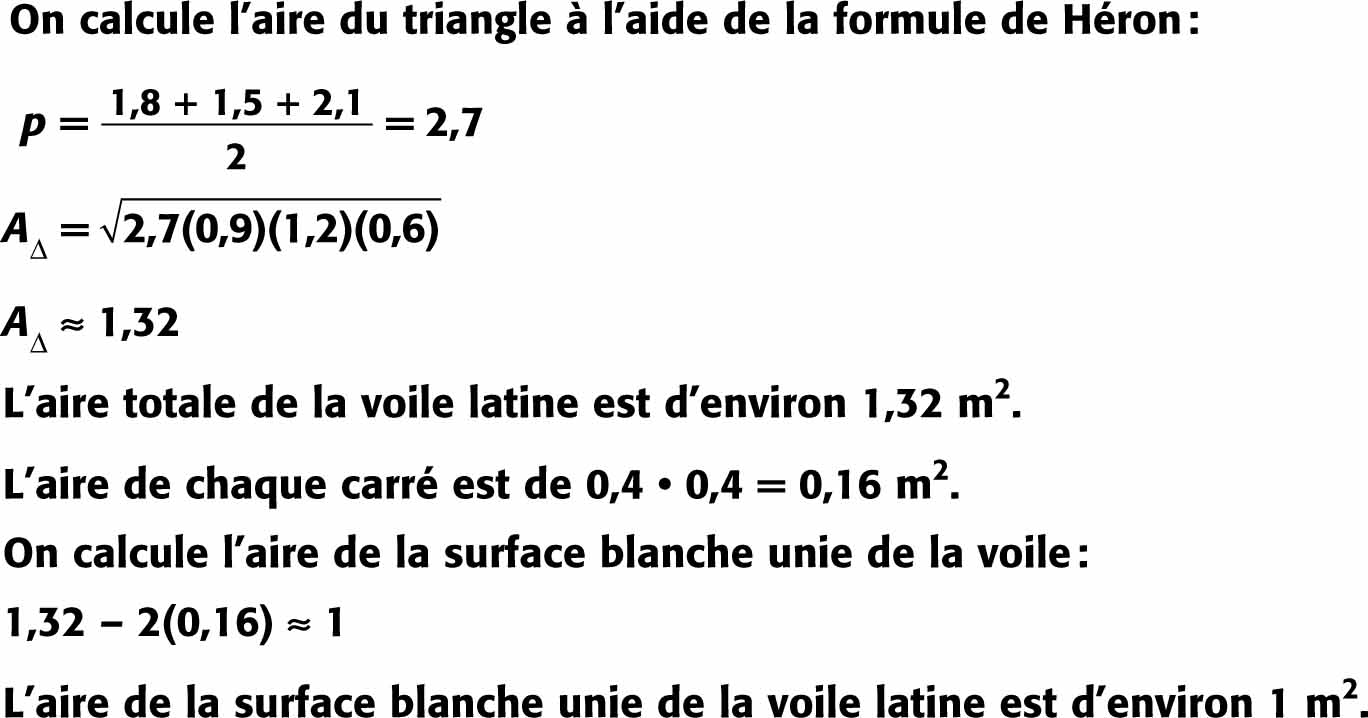 On calcule l’aire du triangle à l’aide de la formule de Héron :
p = (1,8 + 1,5 + 2,1)/2 = 2,7
A_Δ = √(2,7(0,9)(1,2)(0,6))
A_Δ ≈ 1,32
L’aire totale de la voile latine est d’environ 1,32 m².
L’aire de chaque carré est de 0,4 • 0,4 = 0,16 m².
On calcule l’aire de la surface blanche unie de la voile :
1,32 – 2(0,16) ≈ 1
L’aire de la surface blanche unie de la voile latine est d’environ 1 m².